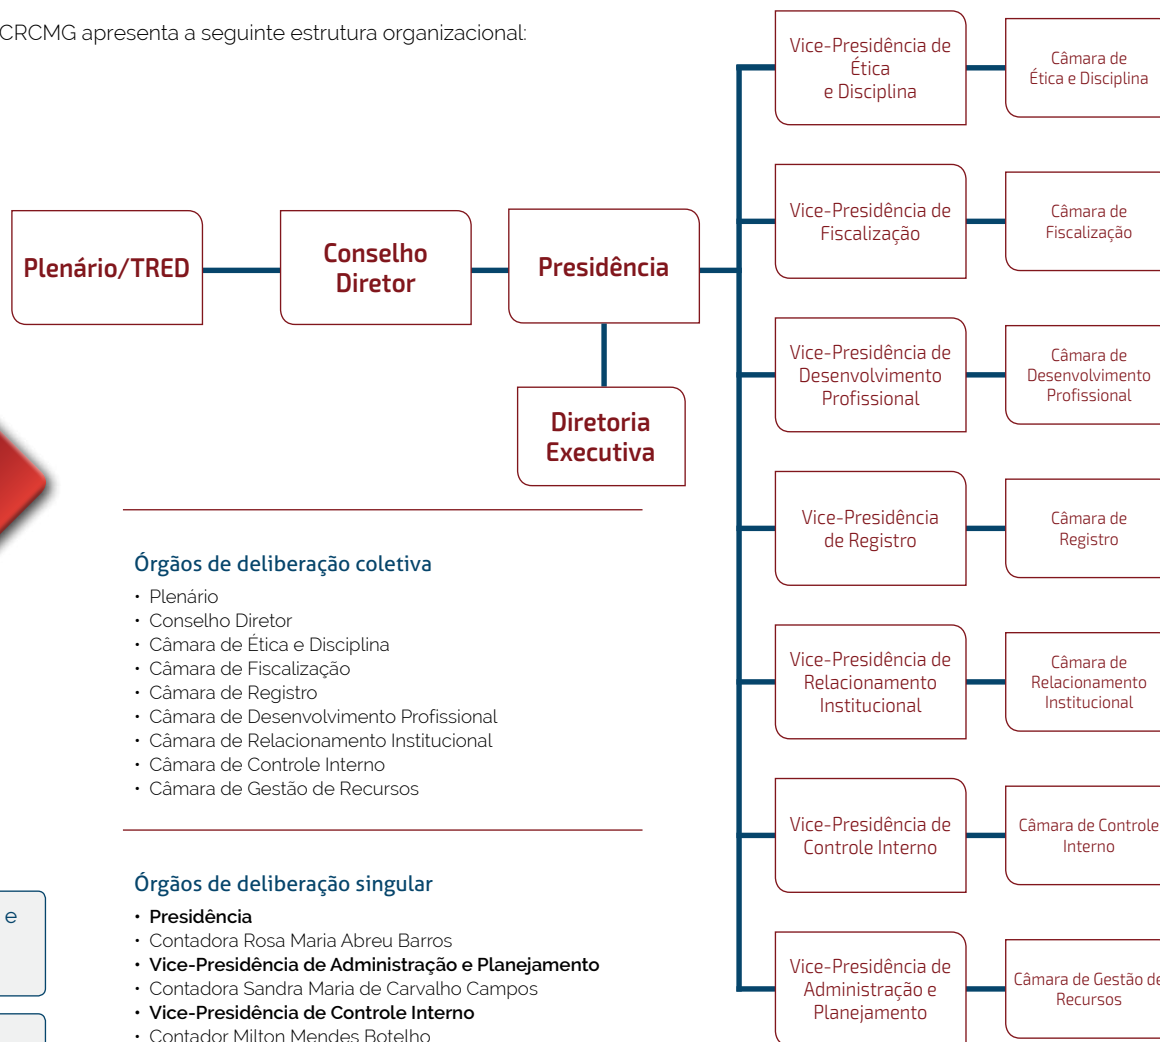 CRCMG apresenta a seguinte estrutura organizacional:
Plenário/TRED
Conselho
Diretor
Presidência
Diretoria
Executiva
Vice-Presidência de
Ética
e Disciplina
Câmara de
Ética e Disciplina
Vice-Presidência de
Fiscalização
Câmara de
Fiscalização
Vice-Presidência de
Desenvolvimento
Profissional
Câmara de
Desenvolvimento
Profissional
Vice-Presidência
de Registro
Câmara de
Registro
Vice-Presidência de
Relacionamento
Institucional
Câmara de
Relacionamento
Institucional
Vice-Presidência de
Controle Interno
Câmara de Controle
Interno
Vice-Presidência de
Administração e
Planejamento
Câmara de Gestão de
Recursos
Órgãos de deliberação coletiva
• Plenário
• Conselho Diretor
• Câmara de Ética e Disciplina
• Câmara de Fiscalização
• Câmara de Registro
• Câmara de Desenvolvimento Profissional
• Câmara de Relacionamento Institucional
• Câmara de Controle Interno
• Câmara de Gestão de Recursos
Órgãos de deliberação singular
• Presidência
• Contadora Rosa Maria Abreu Barros
• Vice-Presidência de Administração e Planejamento
• Contadora Sandra Maria de Carvalho Campos
• Vice-Presidência de Controle Interno
• Contador Milton Mendes Botelho
e